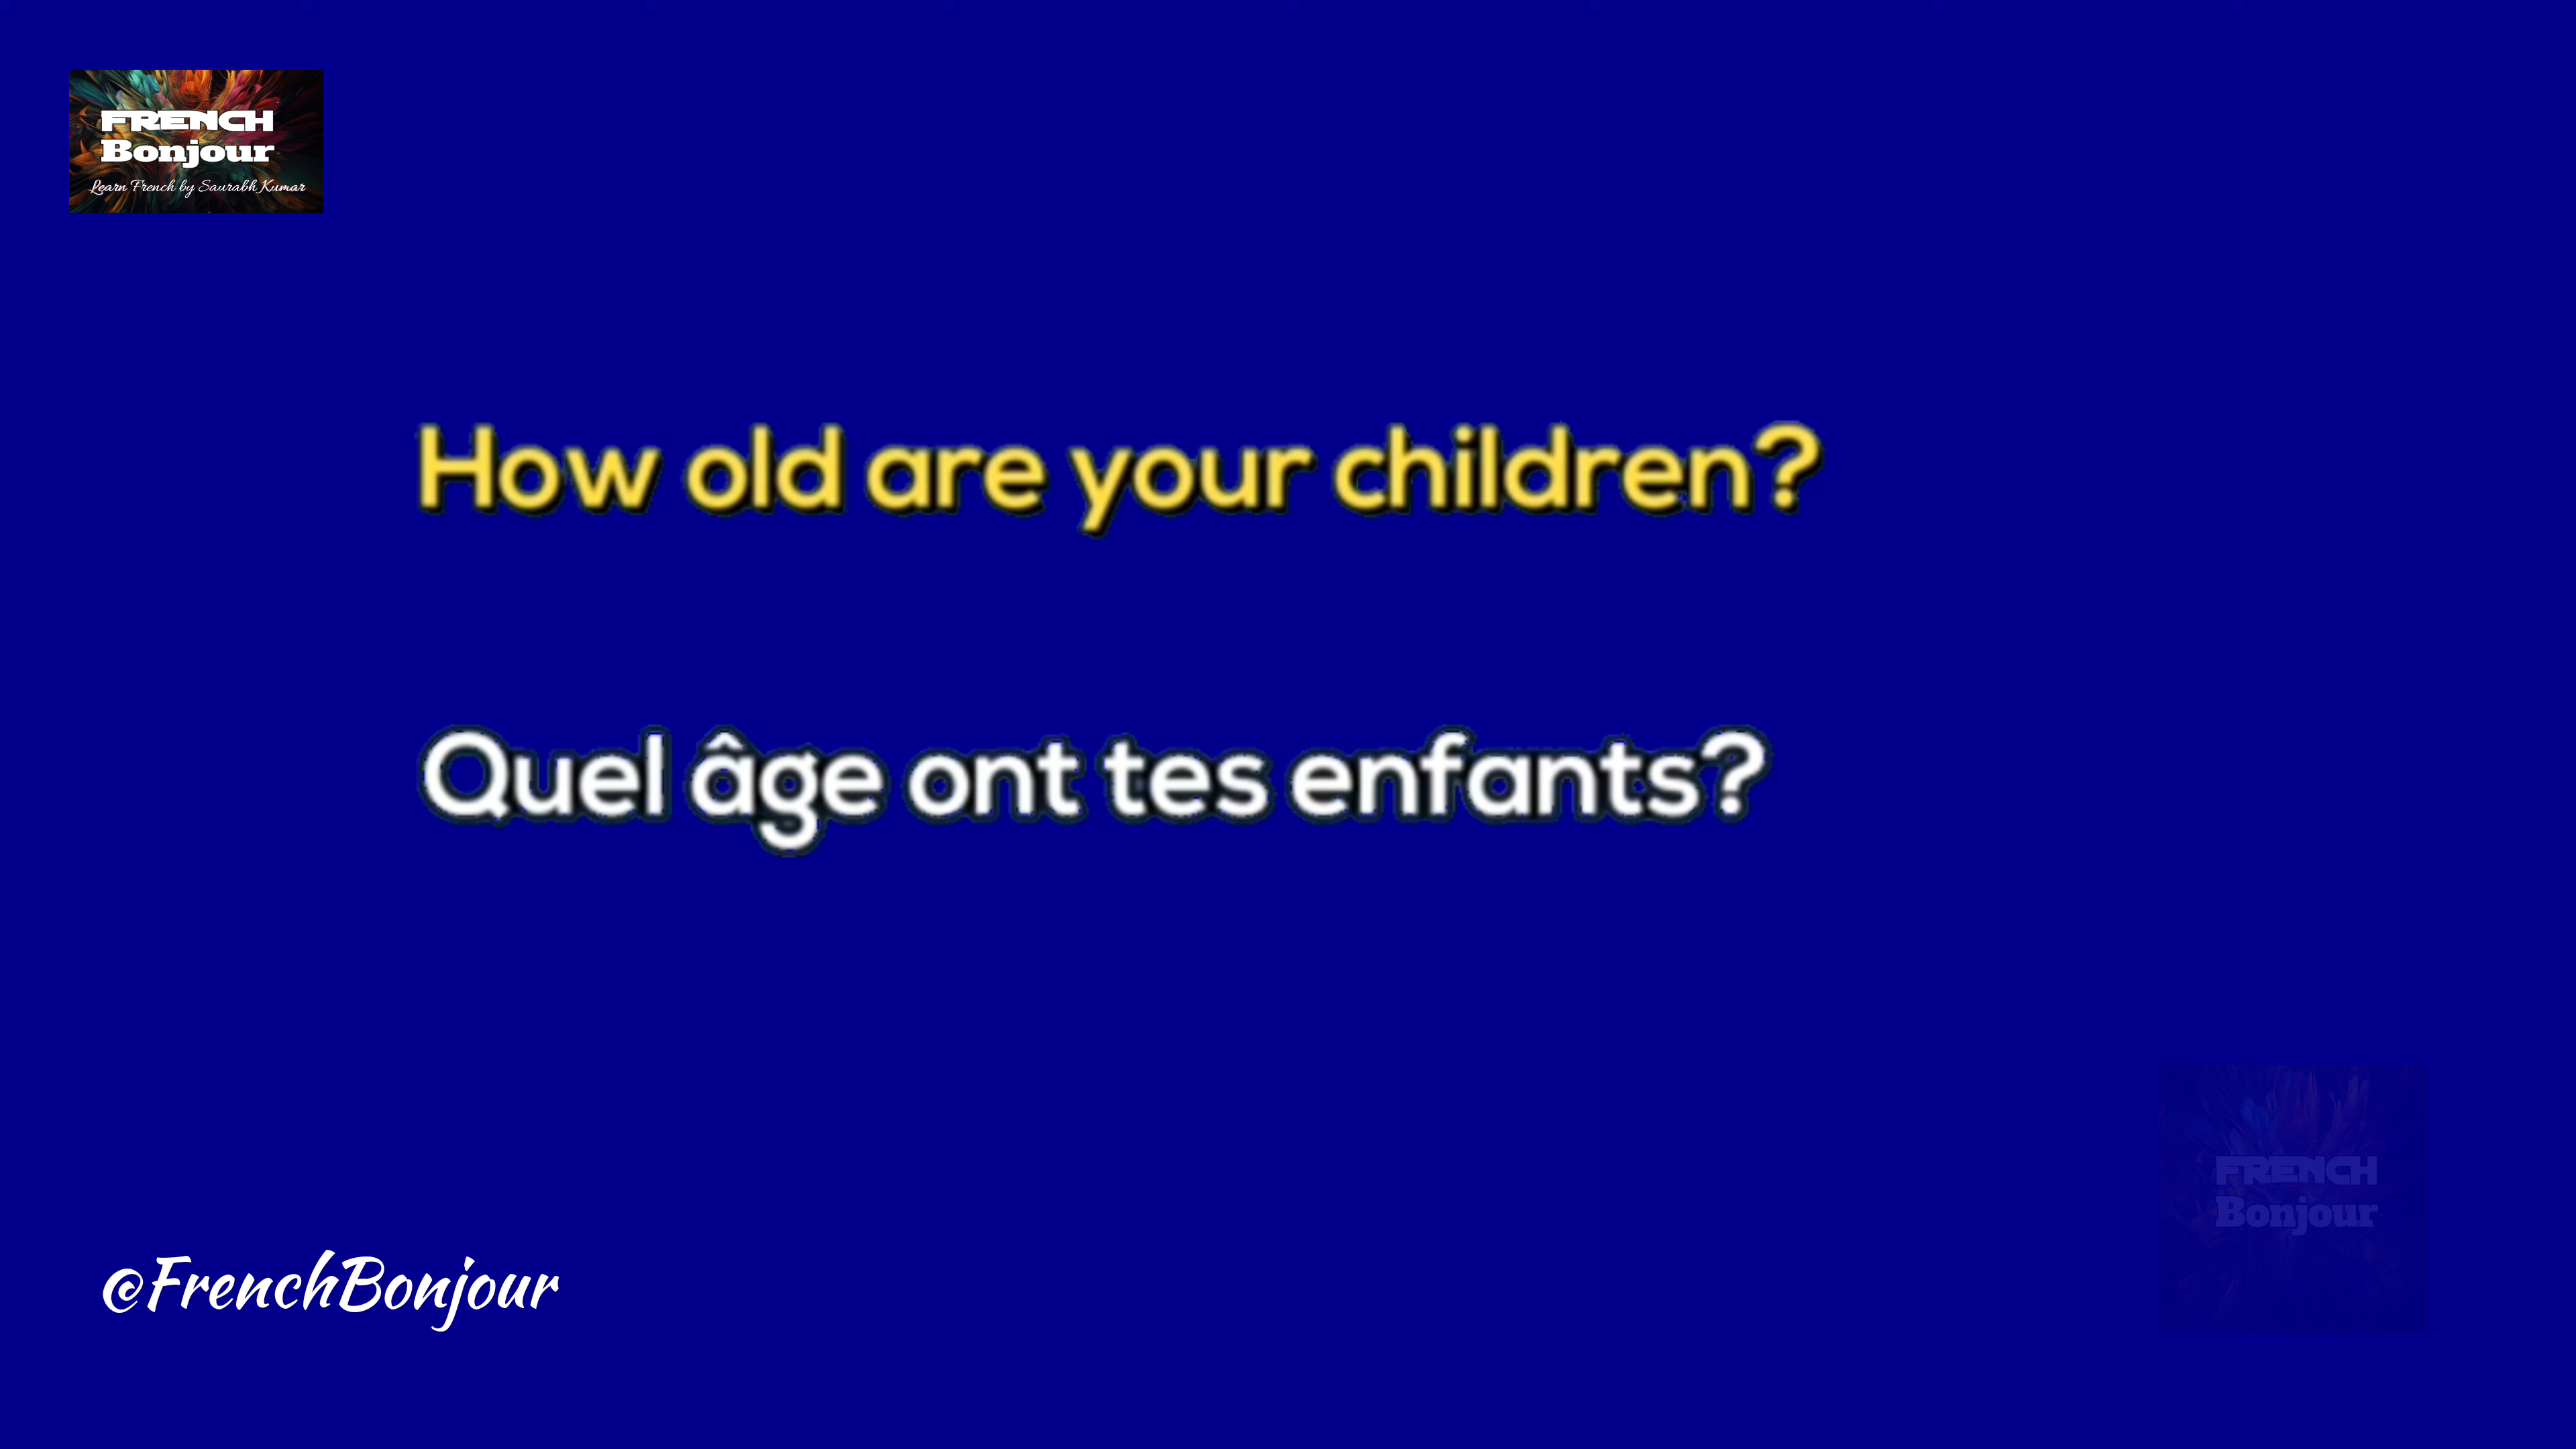 FRENCH
Bonjour
Learn French by Saurabh Kumar
How old are your children?
Quel âge ont tes enfants?
FRENCH
Bonjour
@FrenchBonjour